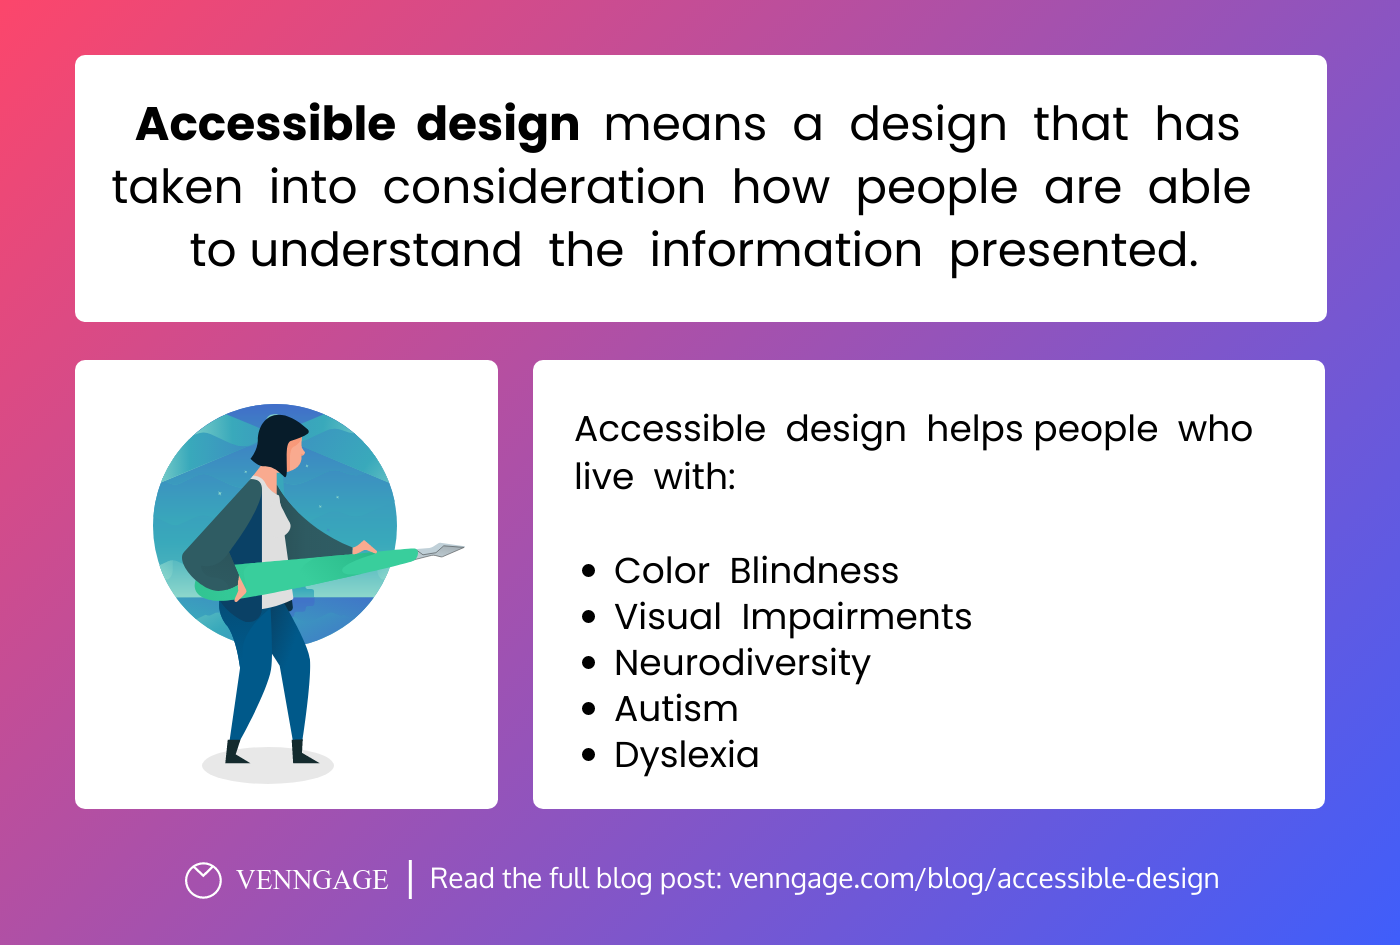 Accessible design means a design that has
taken into consideration how people are able
to understand the information presented.
Accessible design helps people who
live with:
• Color Blindness
• Visual Impairments
• Neurodiversity
• Autism
• Dyslexia
VENNGAGE | Read the full blog post: venngage.com/blog/accessible-design